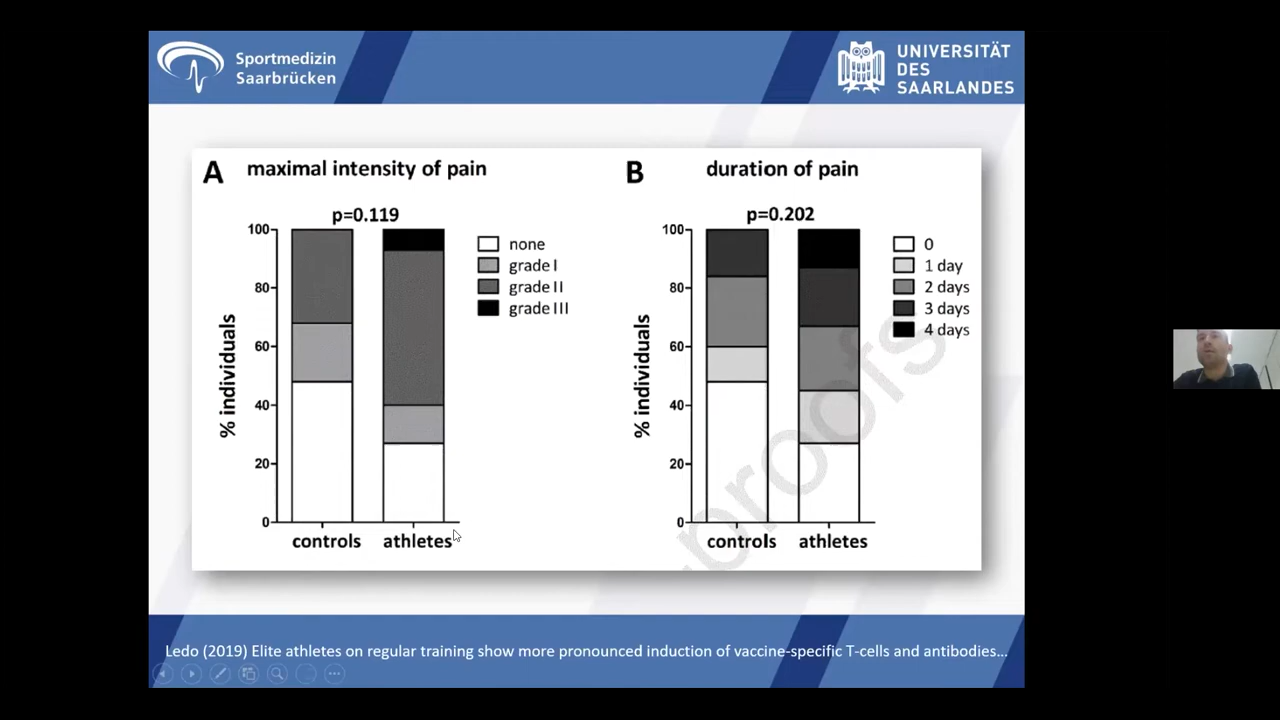 Sportmedizin
Saarbrücken
UNIVERSITÄT
DES
SAARLANDES
A maximal intensity of pain
p=0.119
% individuals
100
80
60
40
20
0
controls athletes
none
grade I
grade II
grade III
B duration of pain
p=0.202
% individuals
100
80
60
40
20
0
controls athletes
0
1 day
2 days
3 days
4 days
proofs
Ledo (2019) Elite athletes on regular training show more pronounced induction of vaccine-specific T-cells and antibodies...